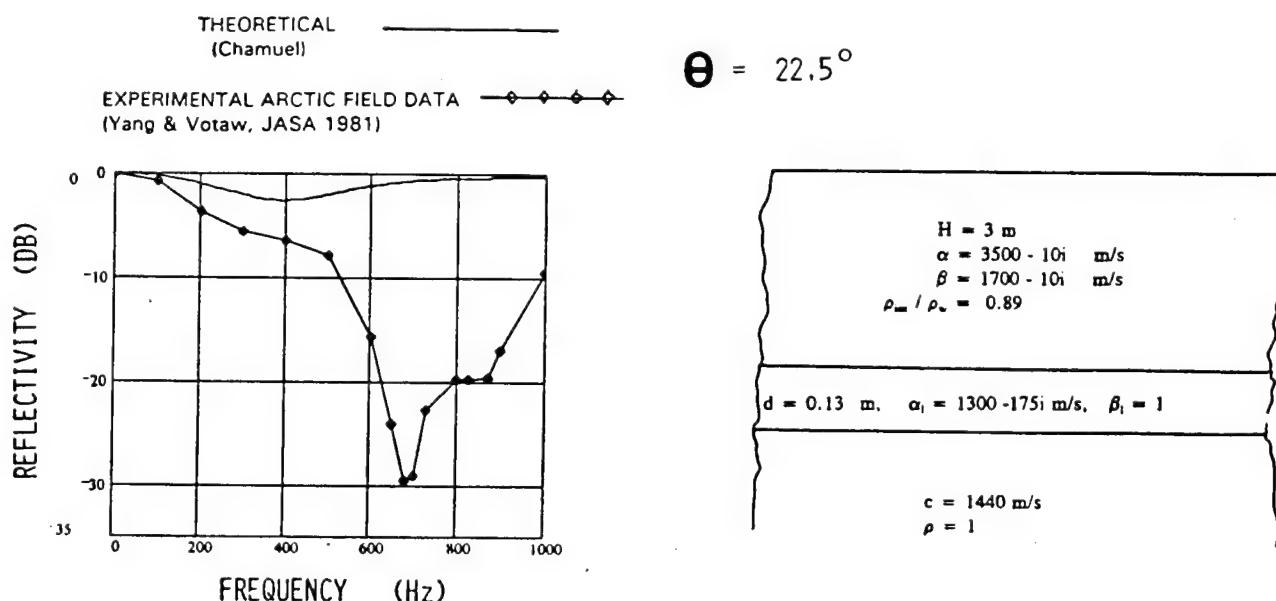 THEORETICAL
(Chamuel)
EXPERIMENTAL ARCTIC FIELD DATA
(Yang & Votaw, JASA 1981)
Θ = 22.5°
REFLECTIVITY (DB)
0
0
-10
-20
-30
35
0
200
400
600
800
1000
FREQUENCY (Hz)
H = 3 m
α = 3500 - 10i m/s
β = 1700 - 10i m/s
= 0.89
d = 0.13 m, α₁ = 1300 -175i m/s, β₁ = 1
c = 1440 m/s
ρ = 1